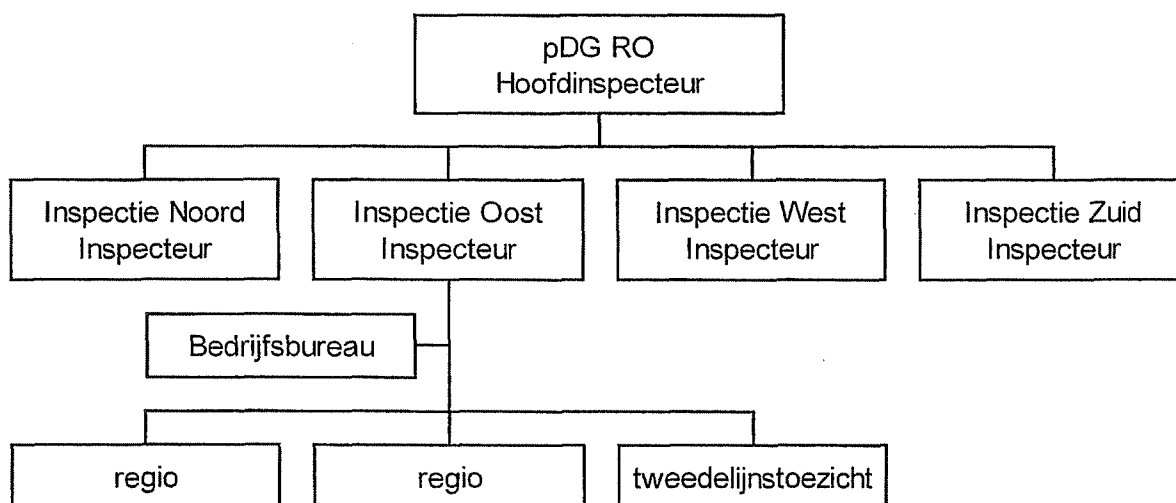 pDG RO
Hoofdinspecteur
Inspectie Noord
Inspecteur
Inspectie Oost
Inspecteur
Inspectie West
Inspecteur
Inspectie Zuid
Inspecteur
Bedrijfsbureau
regio
regio
tweedelijnstoezicht